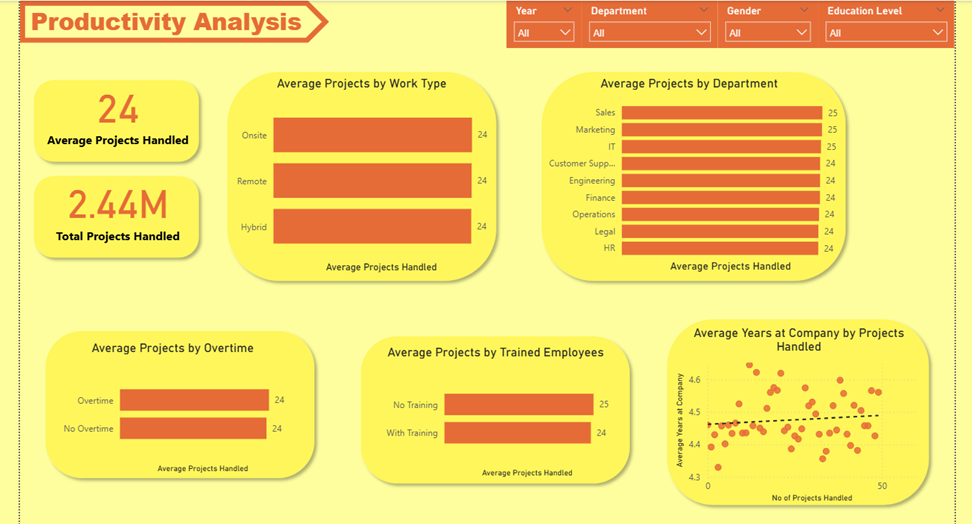 Productivity Analysis
Year
All
Department
All
Gender
All
Education Level
All
24
Average Projects Handled
2.44M
Total Projects Handled
Average Projects by Work Type
Onsite 24
Remote 24
Hybrid 24
Average Projects Handled
Average Projects by Department
Sales 25
Marketing 25
IT 25
Customer Supp... 24
Engineering 24
Finance 24
Operations 24
Legal 24
HR 24
Average Projects Handled
Average Projects by Overtime
Overtime 24
No Overtime 24
Average Projects Handled
Average Projects by Trained Employees
No Training 25
With Training 24
Average Projects Handled
Average Years at Company by Projects
Handled
Average Years at Company
4.6
4.5
4.4
4.3
0 50
No of Projects Handled